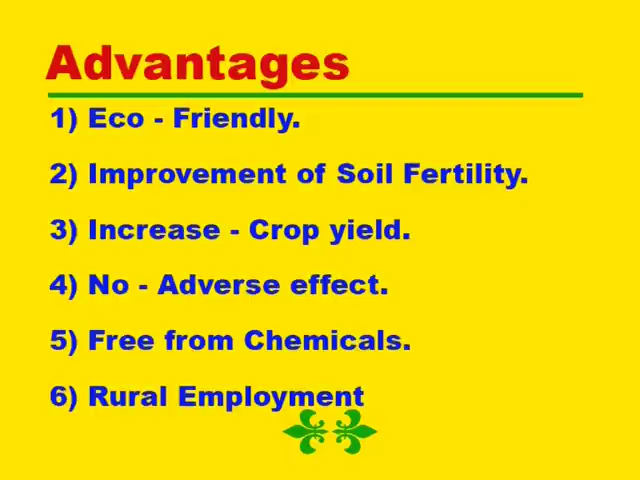 Advantages
1) Eco - Friendly.
2) Improvement of Soil Fertility.
3) Increase - Crop yield.
4) No - Adverse effect.
5) Free from Chemicals.
6) Rural Employment